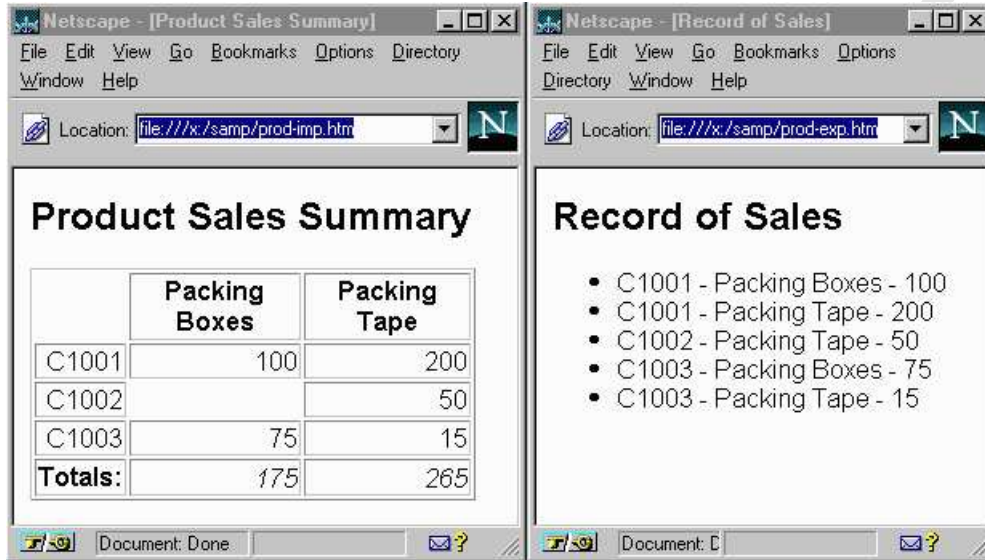 Netscape - [Product Sales Summary]
File Edit View Go Bookmarks Options Directory
Window Help
Location: file:///x:/samp/prod-imp.htm
N
Product Sales Summary
Packing Boxes Packing Tape
C1001 100 200
C1002 50
C1003 75 15
Totals: 175 265
Document: Done
Netscape - [Record of Sales]
File Edit View Go Bookmarks Options
Directory Window Help
Location: file:///x:/samp/prod-exp.htm
N
Record of Sales
• C1001 - Packing Boxes - 100
• C1001 - Packing Tape - 200
• C1002 - Packing Tape - 50
• C1003 - Packing Boxes - 75
• C1003 - Packing Tape - 15
Document: D